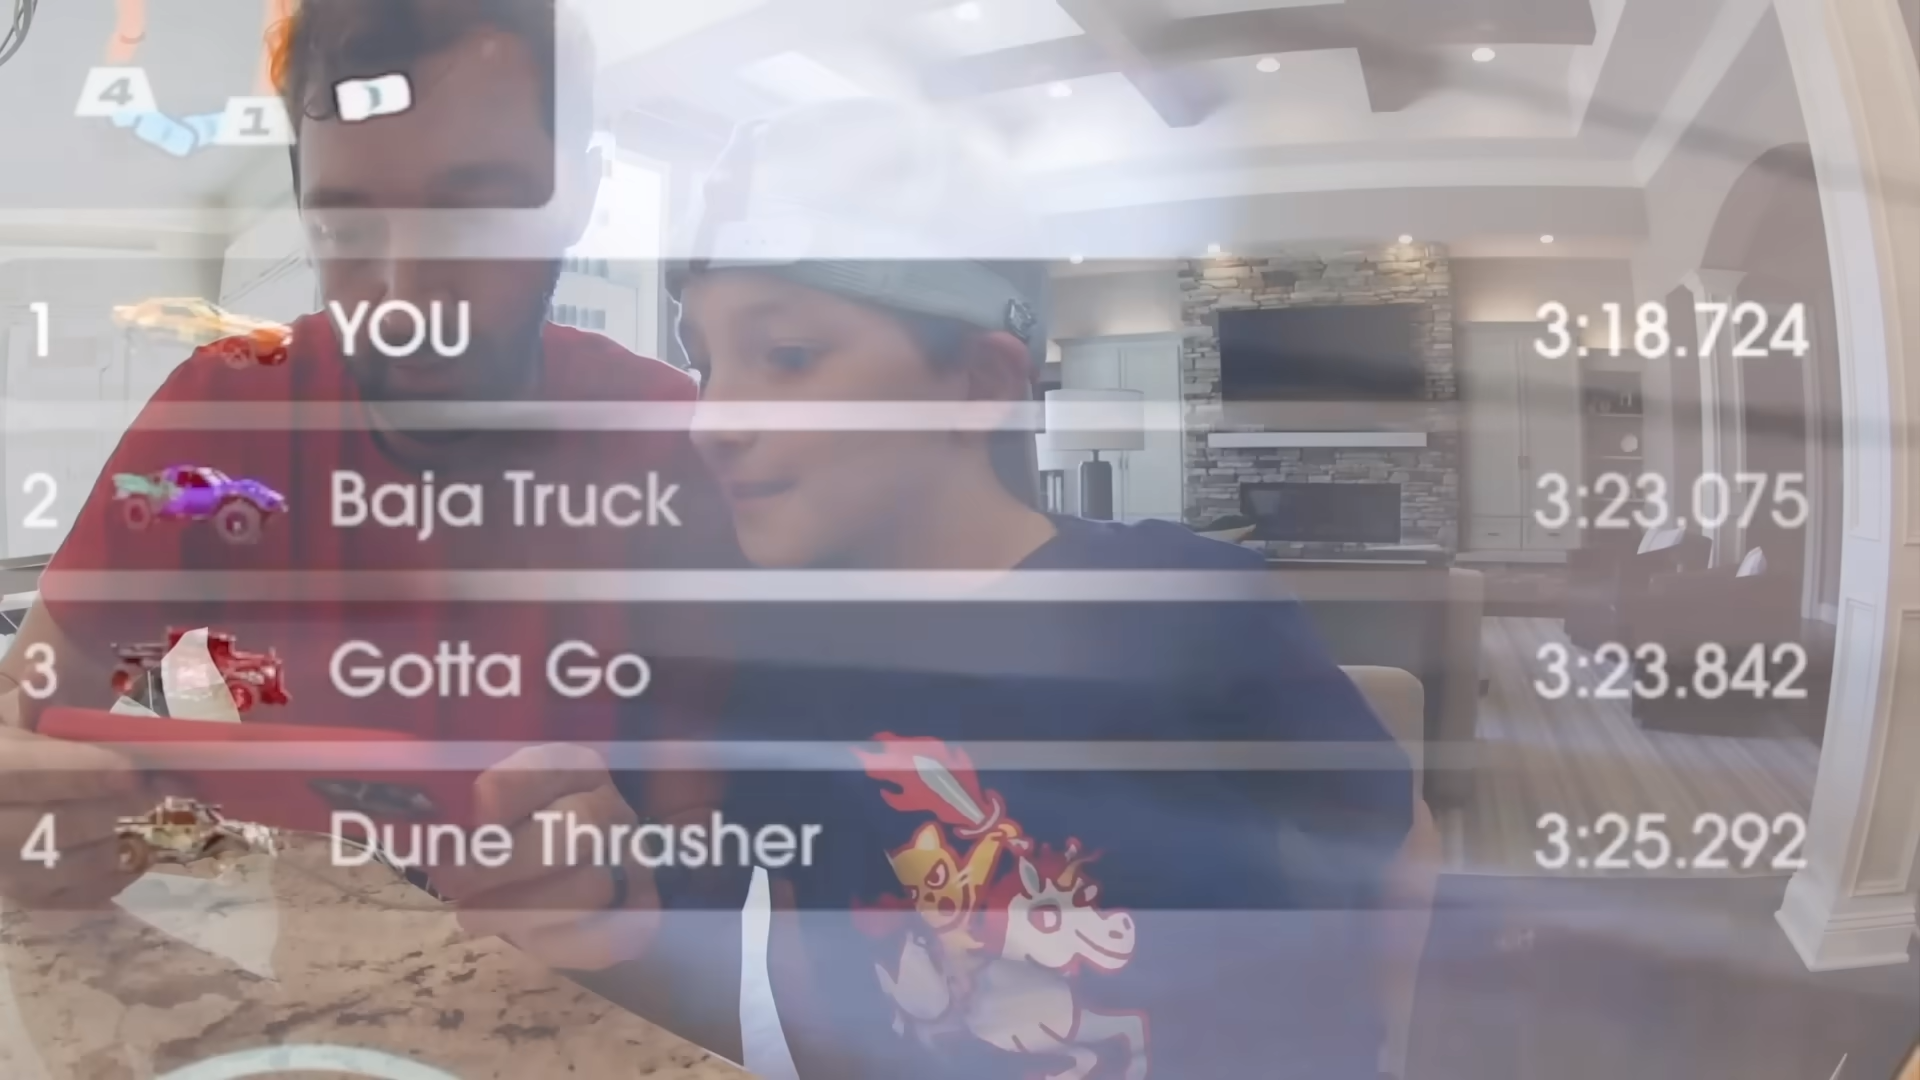 4
1
1 YOU 3:18.724
2 Baja Truck 3:23.075
3 Gotta Go 3:23.842
4 Dune Thrasher 3:25.292